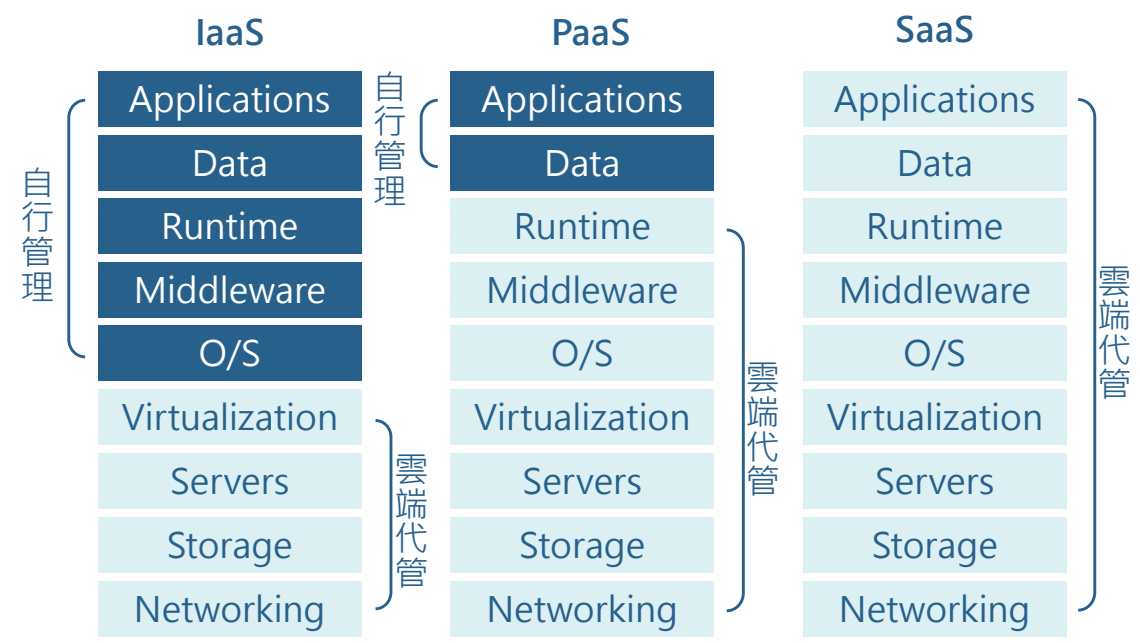 IaaS
自行管理
Applications
Data
Runtime
Middleware
O/S
Virtualization
Servers
Storage
Networking
雲端代管
PaaS
自行管理
Applications
Data
Runtime
Middleware
O/S
Virtualization
Servers
Storage
Networking
雲端代管
SaaS
Applications
Data
Runtime
Middleware
O/S
Virtualization
Servers
Storage
Networking
雲端代管